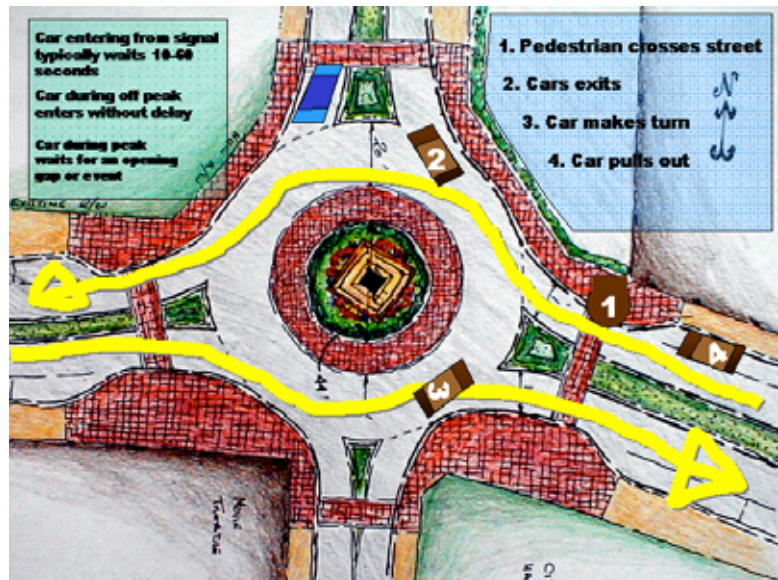 Car entering from signal
typically waits 10-60
seconds
Car during off peak
enters without delay
Car during peak
waits for an opening
gap or event
1. Pedestrian crosses street
2. Cars exits
3. Car makes turn
4. Car pulls out
N
2
EXISTING R/W
1
4
3
44'